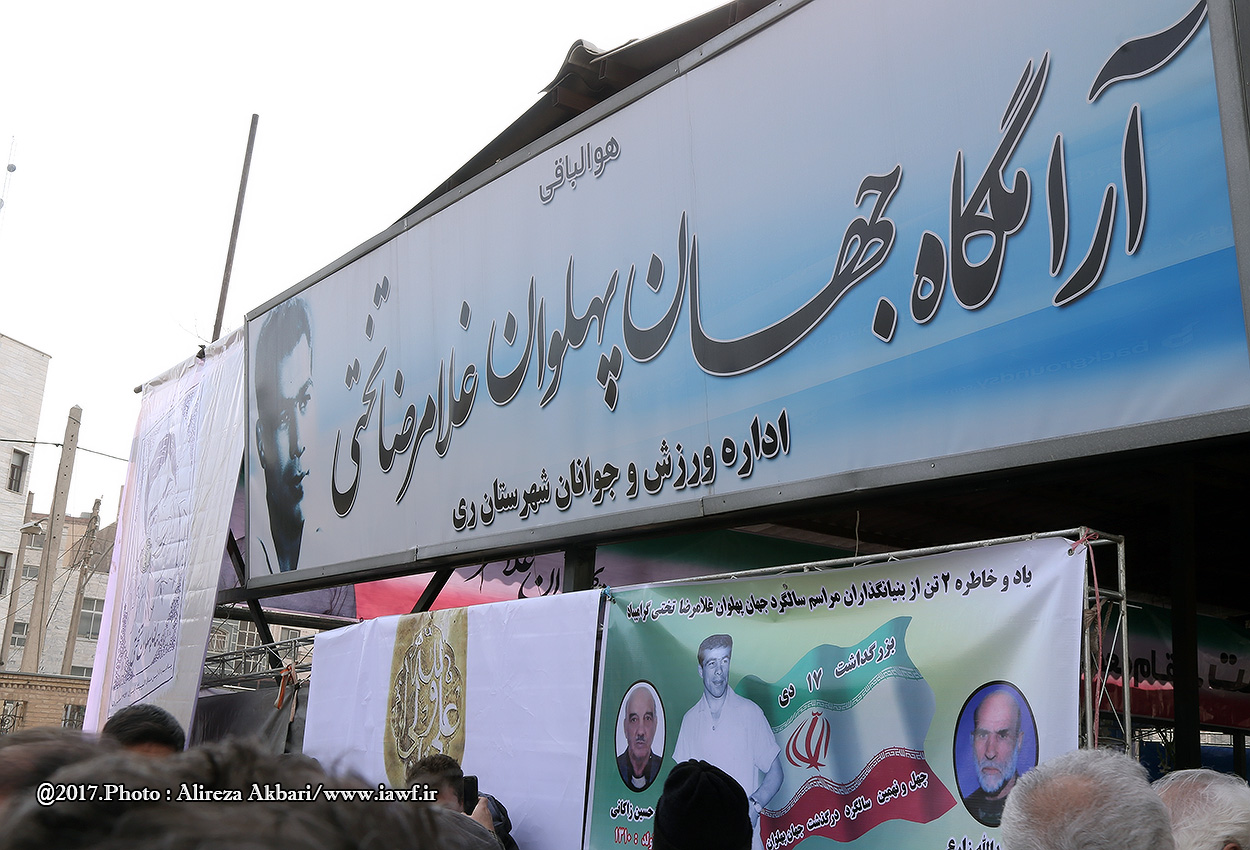 هوالباقی
آرامگاه جهان پهلوان غلامرضا تختی
اداره ورزش و جوانان شهرستان ری
یاد و خاطره ۲ تن از بنیانگذاران مراسم سالگرد جهان پهلوان غلامرضا تختی گرامیباد
بزرگداشت ۱۷ دی
چهل و نهمین سالگرد درگذشت جهان پهلوان
حسین زاکانی
@2017.Photo : Alireza Akbari/www.iawf.ir